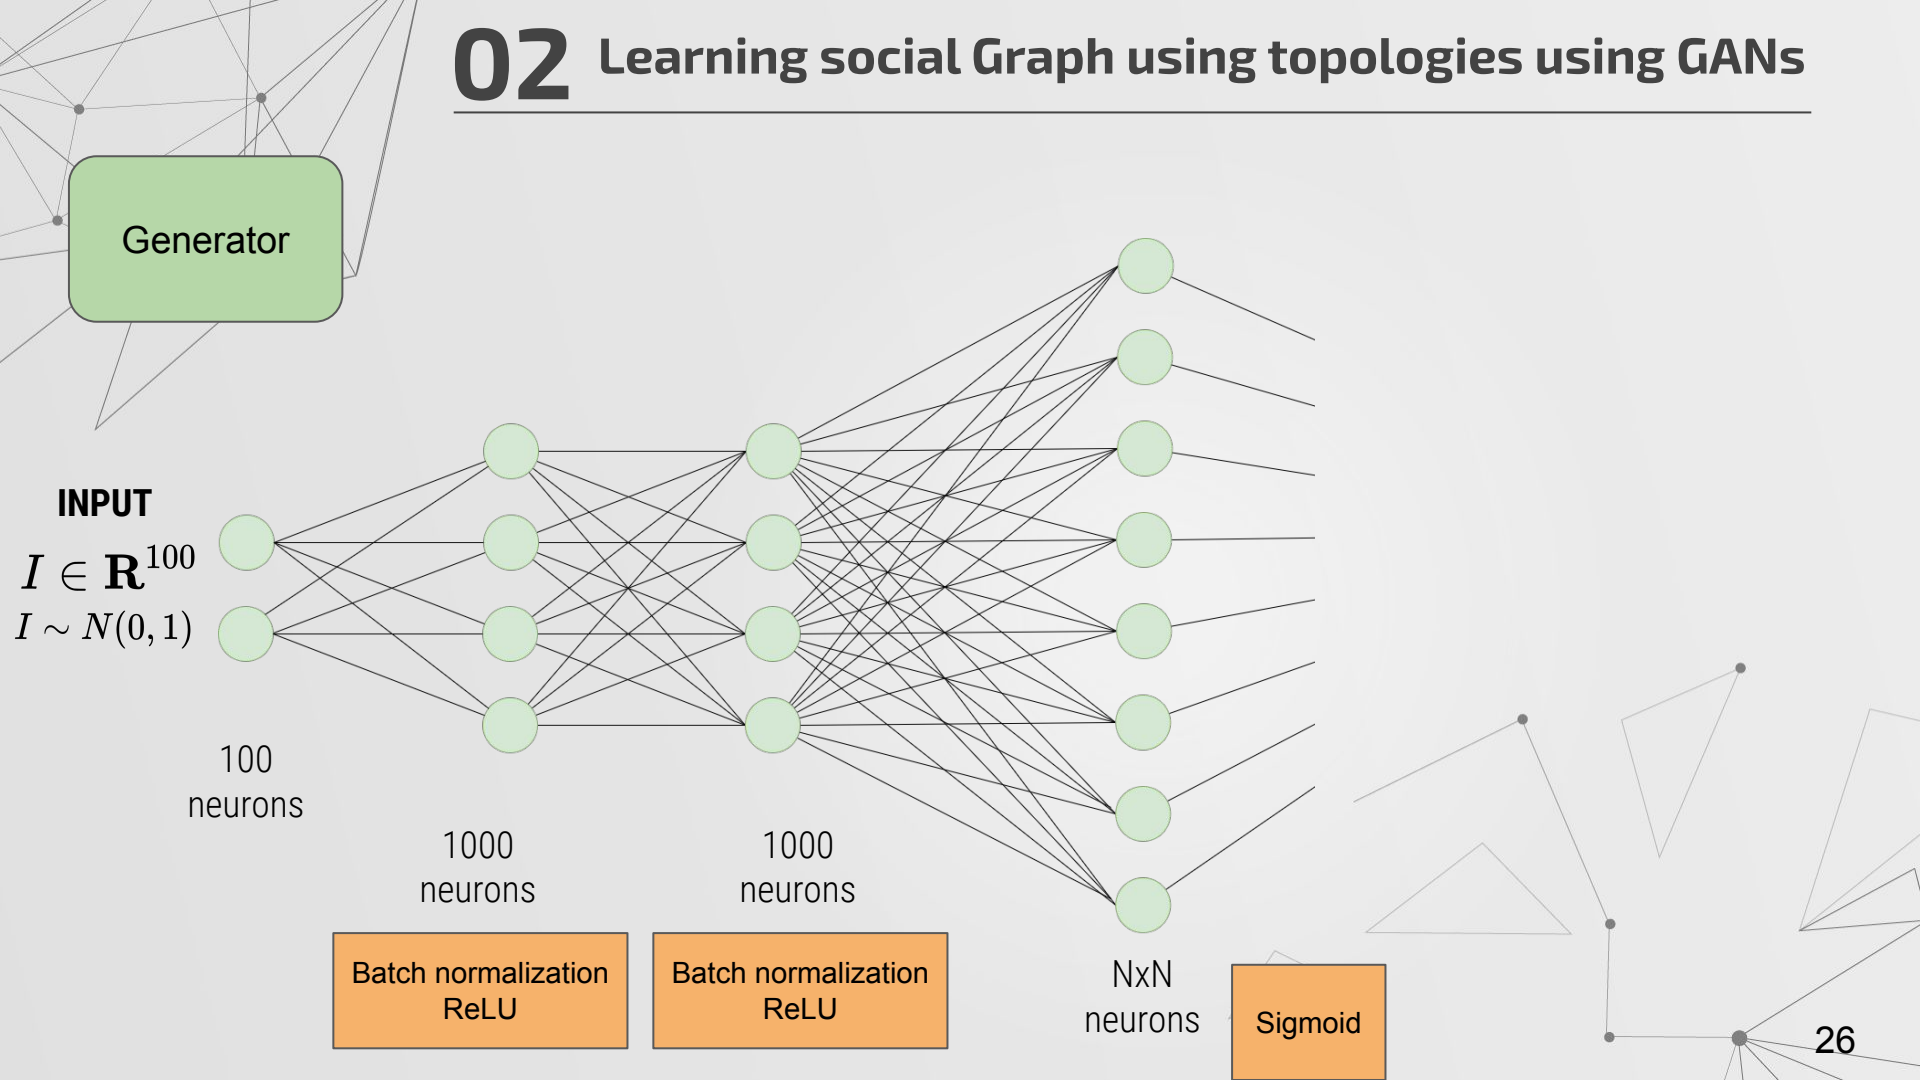 02 Learning social Graph using topologies using GANs
Generator
INPUT
I ∈ R^100
I ∼ N(0, 1)
100
neurons
1000
neurons
1000
neurons
Batch normalization
ReLU
Batch normalization
ReLU
NxN
neurons
Sigmoid
26